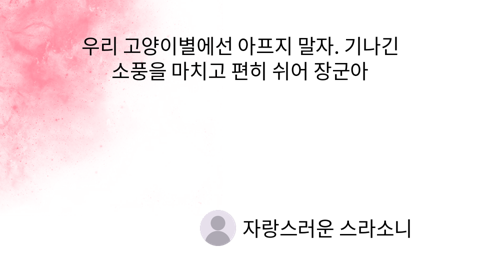 우리 고양이별에선 아프지 말자. 기나긴
소풍을 마치고 편히 쉬어 장군아
자랑스러운 스라소니